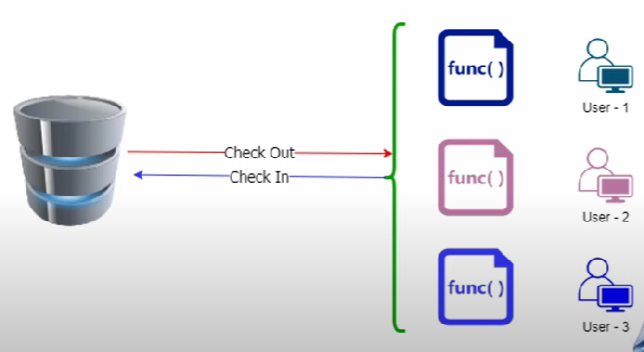 func( )
User - 1
Check Out
Check In
func( )
User - 2
func( )
User - 3